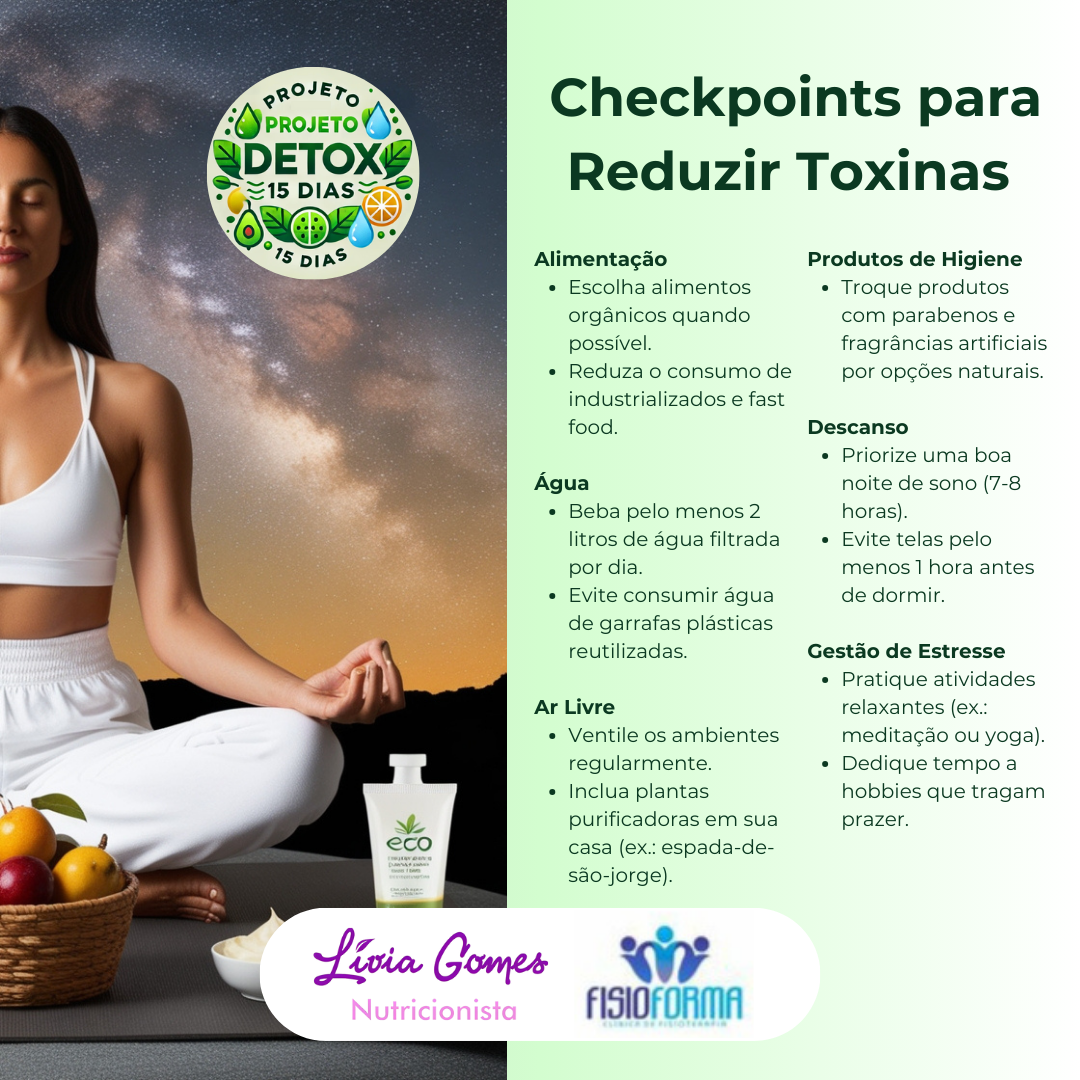 PROJETO
PROJETO
DETOX
15 DIAS
15 DIAS
Checkpoints para
Reduzir Toxinas
Alimentação
• Escolha alimentos
orgânicos quando
possível.
• Reduza o consumo de
industrializados e fast
food.
Água
• Beba pelo menos 2
litros de água filtrada
por dia.
• Evite consumir água
de garrafas plásticas
reutilizadas.
Ar Livre
• Ventile os ambientes
regularmente.
• Inclua plantas
purificadoras em sua
casa (ex.: espada-de-
são-jorge).
Produtos de Higiene
• Troque produtos
com parabenos e
fragrâncias artificiais
por opções naturais.
Descanso
• Priorize uma boa
noite de sono (7-8
horas).
• Evite telas pelo
menos 1 hora antes
de dormir.
Gestão de Estresse
• Pratique atividades
relaxantes (ex.:
meditação ou yoga).
• Dedique tempo a
hobbies que tragam
prazer.
eco
Lívia Gomes
Nutricionista
FISIOFORMA
CLÍNICA DE FISIOTERAPIA